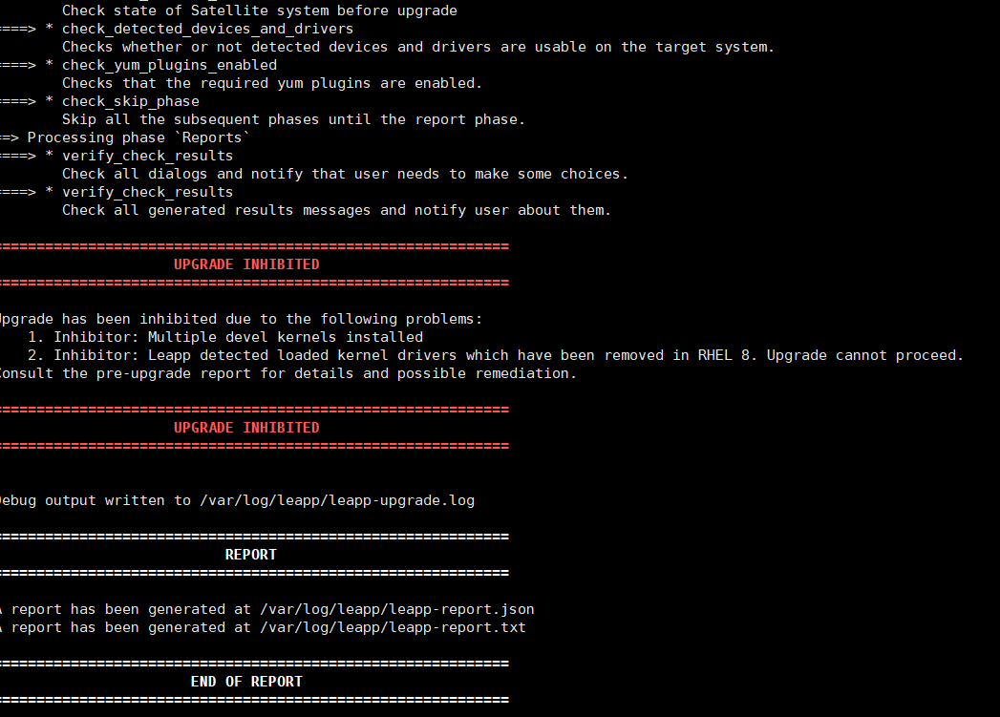 Check state of Satellite system before upgrade
====> * check_detected_devices_and_drivers
Checks whether or not detected devices and drivers are usable on the target system.
====> * check_yum_plugins_enabled
Checks that the required yum plugins are enabled.
====> * check_skip_phase
Skip all the subsequent phases until the report phase.
==> Processing phase `Reports`
====> * verify_check_results
Check all dialogs and notify that user needs to make some choices.
====> * verify_check_results
Check all generated results messages and notify user about them.
============================================================
UPGRADE INHIBITED
============================================================
Upgrade has been inhibited due to the following problems:
1. Inhibitor: Multiple devel kernels installed
2. Inhibitor: Leapp detected loaded kernel drivers which have been removed in RHEL 8. Upgrade cannot proceed.
Consult the pre-upgrade report for details and possible remediation.
============================================================
UPGRADE INHIBITED
============================================================
Debug output written to /var/log/leapp/leapp-upgrade.log
============================================================
REPORT
============================================================
A report has been generated at /var/log/leapp/leapp-report.json
A report has been generated at /var/log/leapp/leapp-report.txt
============================================================
END OF REPORT
============================================================